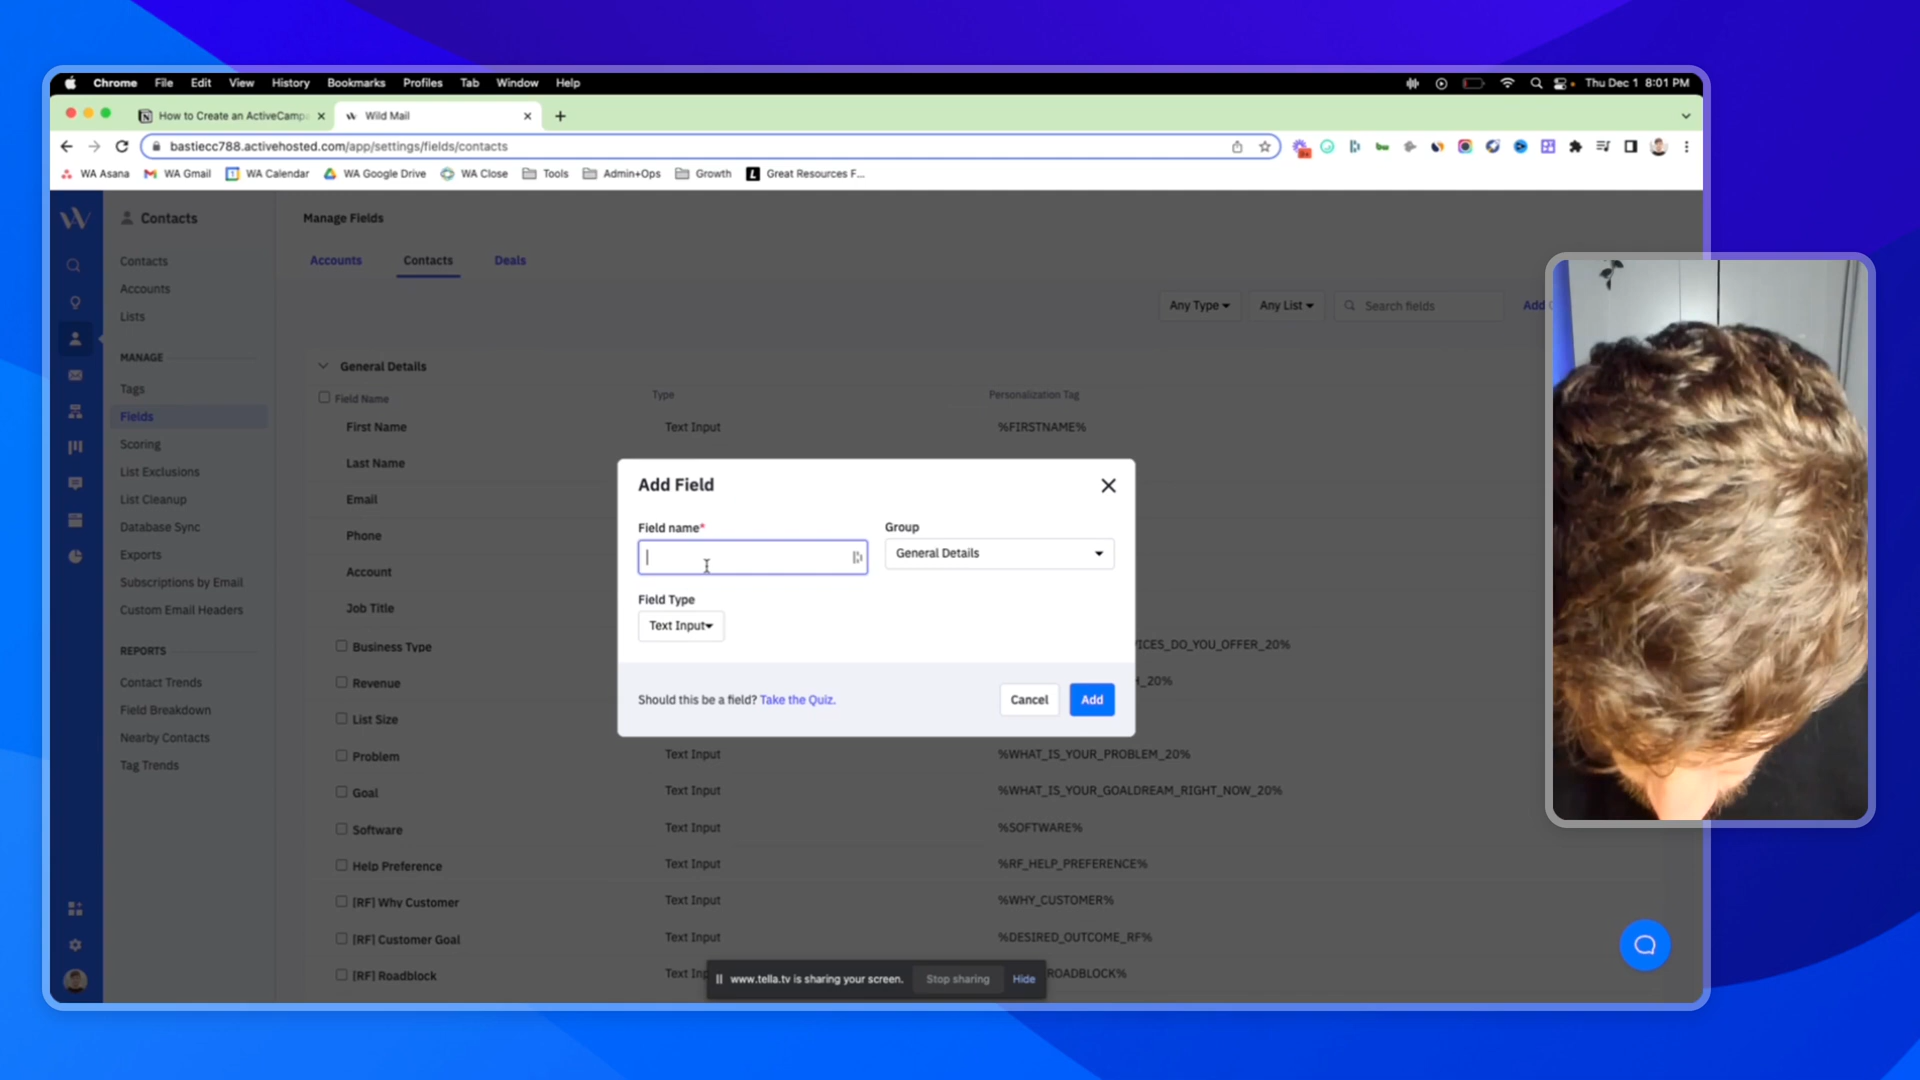 Chrome File Edit View History Bookmarks Profiles Tab Window Help Thu Dec 1 8:01 PM
How to Create an ActiveCampa Wild Mail
bastiecc788.activehosted.com/app/settings/fields/contacts
WA Asana WA Gmail WA Calendar WA Google Drive WA Close Tools Admin+Ops Growth Great Resources F...
Contacts
Contacts
Accounts
Lists
MANAGE
Tags
Fields
Scoring
List Exclusions
List Cleanup
Database Sync
Exports
Subscriptions by Email
Custom Email Headers
REPORTS
Contact Trends
Field Breakdown
Nearby Contacts
Tag Trends
Manage Fields
Accounts Contacts Deals
Any Type Any List Search fields Add
General Details
Field Name Type Personalization Tag
First Name Text Input %FIRSTNAME%
Last Name
Email
Phone
Account
Job Title
Business Type ICES_DO_YOU_OFFER_20%
Revenue _20%
List Size
Problem Text Input %WHAT_IS_YOUR_PROBLEM_20%
Goal Text Input %WHAT_IS_YOUR_GOALDREAM_RIGHT_NOW_20%
Software Text Input %SOFTWARE%
Help Preference Text Input %RF_HELP_PREFERENCE%
[RF] Why Customer Text Input %WHY_CUSTOMER%
[RF] Customer Goal Text Input %DESIRED_OUTCOME_RF%
[RF] Roadblock Text Inp ROADBLOCK%
Add Field
Field name* Group
General Details
Field Type
Text Input
Should this be a field? Take the Quiz.
Cancel Add
www.tella.tv is sharing your screen. Stop sharing Hide